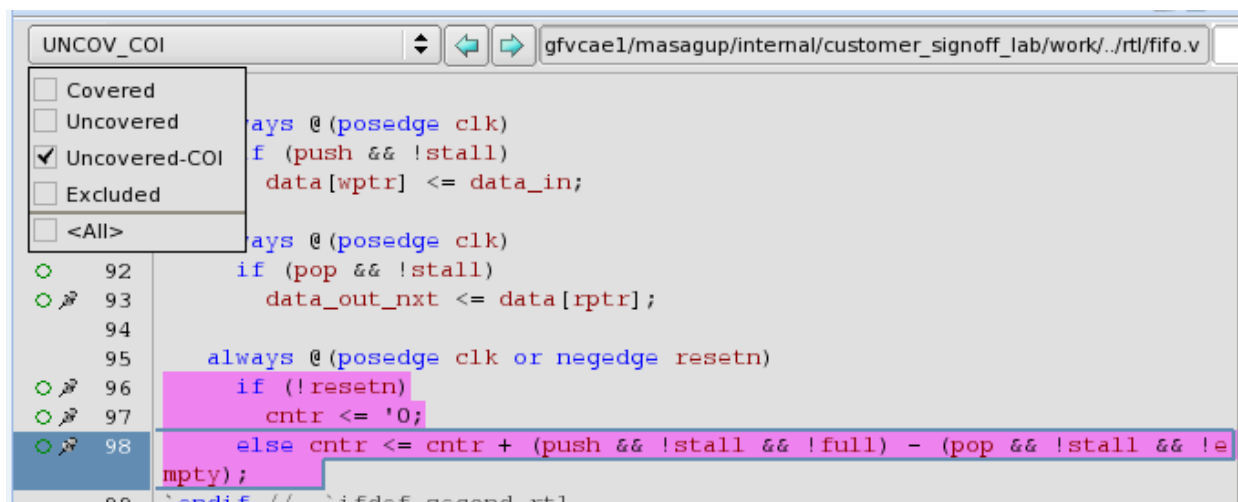 UNCOV_COI
gfvcae1/masagup/internal/customer_signoff_lab/work/../rtl/fifo.v
Covered
Uncovered
Uncovered-COI
Excluded
<All>
ays @(posedge clk)
f (push && !stall)
data[wptr] <= data_in;
ays @(posedge clk)
92 if (pop && !stall)
93 data_out_nxt <= data[rptr];
94
95 always @(posedge clk or negedge resetn)
96 if (!resetn)
97 cntr <= '0;
98 else cntr <= cntr + (push && !stall && !full) - (pop && !stall && !e
mpty);
`endif // `ifdef second_rtl